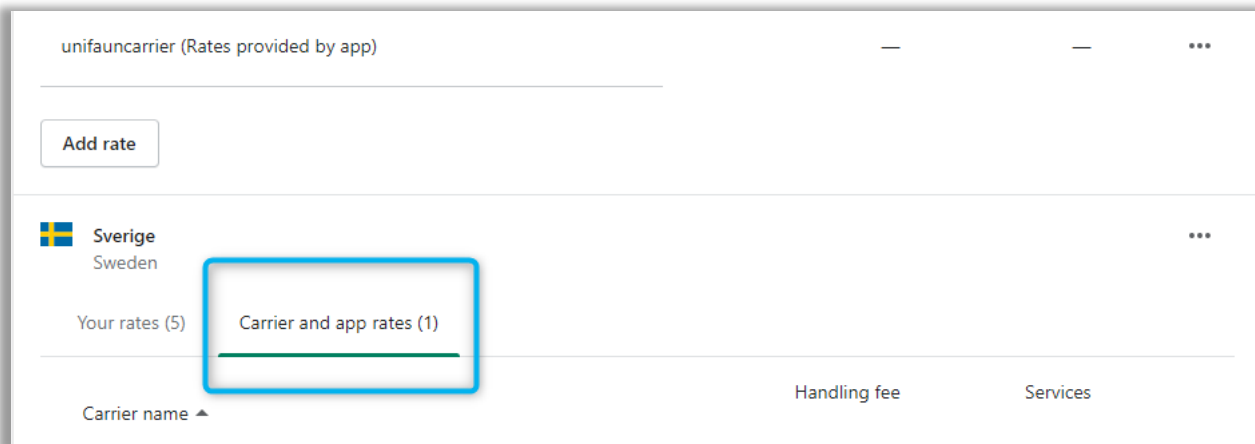 unifauncarrier (Rates provided by app) — — •••
Add rate
Sverige •••
Sweden
Your rates (5) Carrier and app rates (1)
Handling fee Services
Carrier name